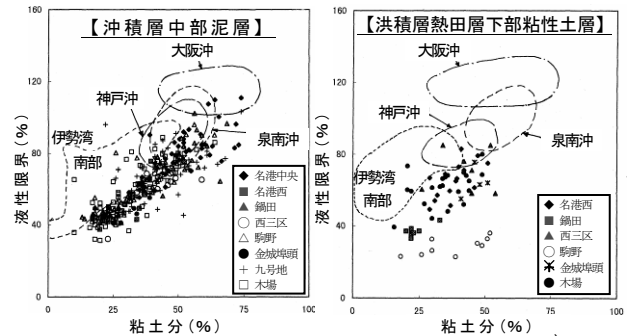 【沖積層中部泥層】
160
120
80
40
0
0
25
50
75
100
液性限界(%)
粘土分(%)
大阪沖
神戸沖
伊勢湾
南部
泉南沖
名港中央
名港西
鍋田
西三区
駒野
金城埠頭
九号地
木場
【洪積層熱田層下部粘性土層】
160
120
80
40
0
0
25
50
75
100
液性限界(%)
粘土分(%)
大阪沖
神戸沖
伊勢湾
南部
泉南沖
名港西
鍋田
西三区
駒野
金城埠頭
木場